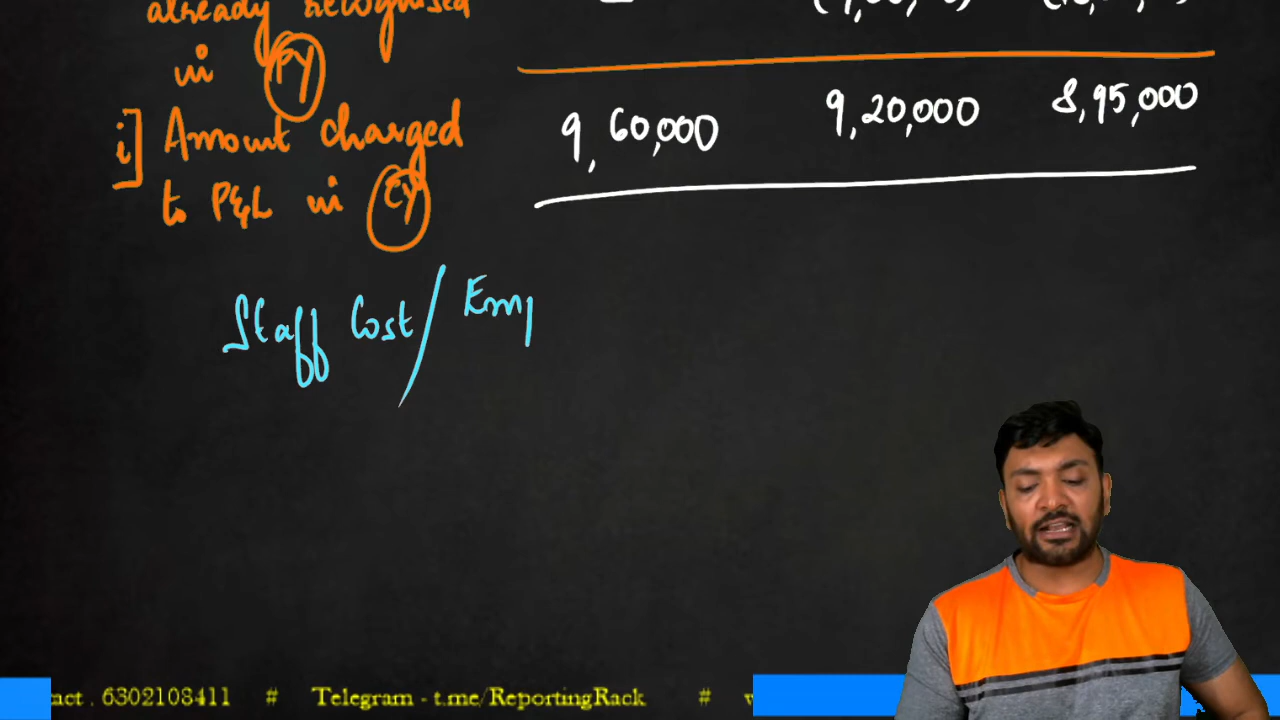 already recognised
in PY
i] Amount charged
to P&L in CY
9,60,000 9,20,000 8,95,000
Staff Cost / Emp
act . 6302108411 # Telegram - t.me/ReportingRack #